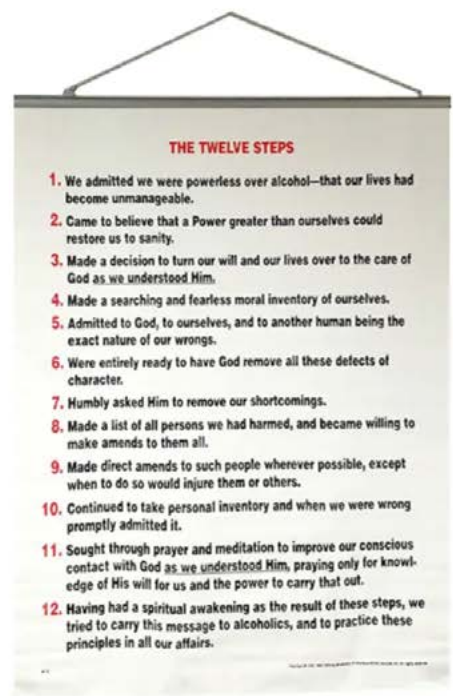 THE TWELVE STEPS
1. We admitted we were powerless over alcohol—that our lives had
become unmanageable.
2. Came to believe that a Power greater than ourselves could
restore us to sanity.
3. Made a decision to turn our will and our lives over to the care of
God as we understood Him.
4. Made a searching and fearless moral inventory of ourselves.
5. Admitted to God, to ourselves, and to another human being the
exact nature of our wrongs.
6. Were entirely ready to have God remove all these defects of
character.
7. Humbly asked Him to remove our shortcomings.
8. Made a list of all persons we had harmed, and became willing to
make amends to them all.
9. Made direct amends to such people wherever possible, except
when to do so would injure them or others.
10. Continued to take personal inventory and when we were wrong
promptly admitted it.
11. Sought through prayer and meditation to improve our conscious
contact with God as we understood Him, praying only for knowl-
edge of His will for us and the power to carry that out.
12. Having had a spiritual awakening as the result of these steps, we
tried to carry this message to alcoholics, and to practice these
principles in all our affairs.